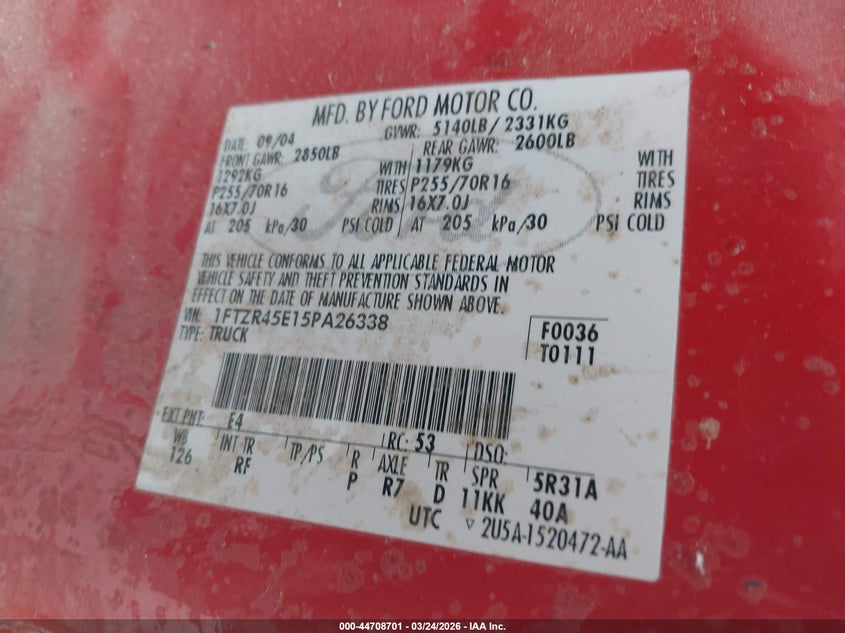 MFD. BY FORD MOTOR CO.
DATE: 09/04 GVWR: 5140LB/ 2331KG
FRONT GAWR: 2850LB REAR GAWR: 2600LB
1292KG WITH 1179KG WITH
P255/70R16 TIRES P255/70R16 TIRES
16X7.0J RIMS 16X7.0J RIMS
AT 205 kPa/30 PSI COLD AT 205 kPa/30 PSI COLD
Ford
THIS VEHICLE CONFORMS TO ALL APPLICABLE FEDERAL MOTOR
VEHICLE SAFETY AND THEFT PREVENTION STANDARDS IN
EFFECT ON THE DATE OF MANUFACTURE SHOWN ABOVE.
VIN: 1FTZR45E15PA26338 F0036
TYPE: TRUCK T0111
EXT PNT: E4 RC: 53 DSO:
WB INT TR TP/PS R AXLE TR SPR 5R31A
126 RF P R7 D 11KK 40A
UTC ▽ 2U5A-1520472-AA
000-44708701 - 03/24/2026 - IAA Inc.